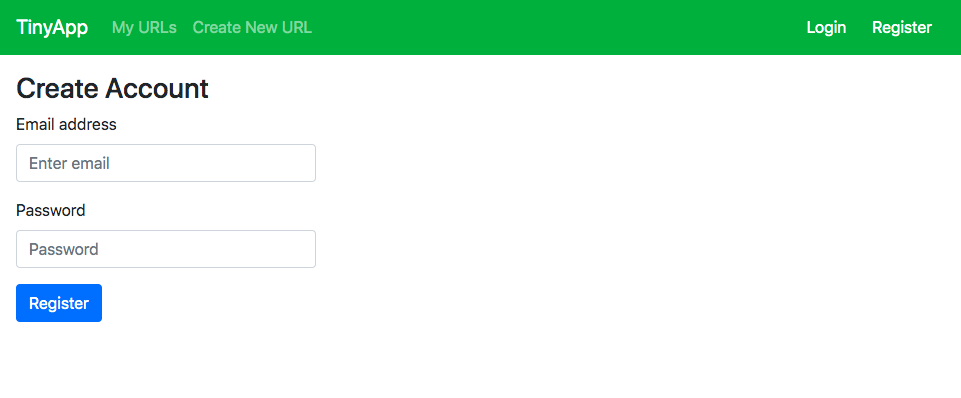 TinyApp My URLs Create New URL Login Register
Create Account
Email address
Enter email
Password
Password
Register